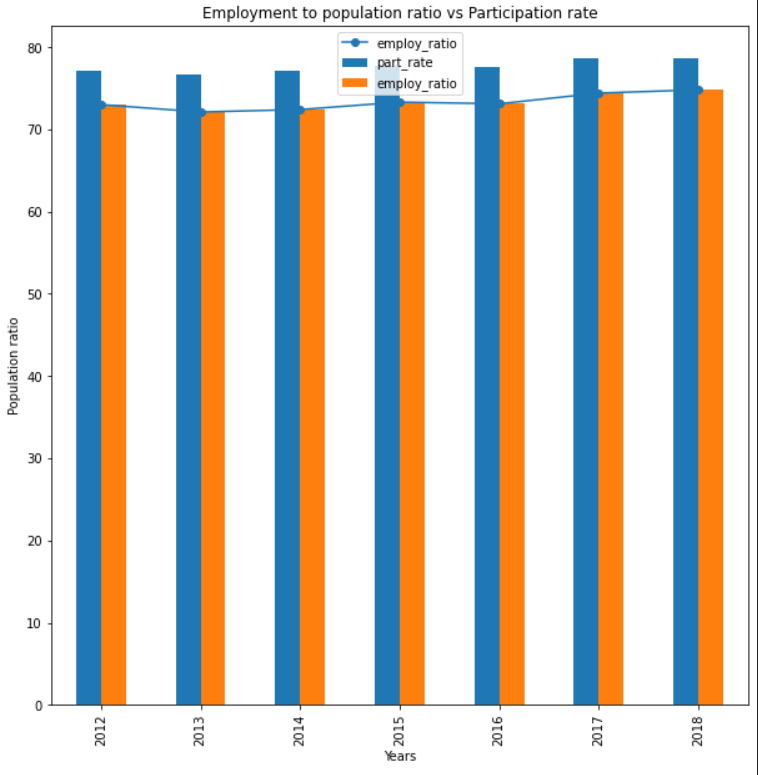 Employment to population ratio vs Participation rate
employ_ratio
part_rate
employ_ratio
80
70
60
50
40
30
20
10
0
Population ratio
2012
2013
2014
2015
2016
2017
2018
Years